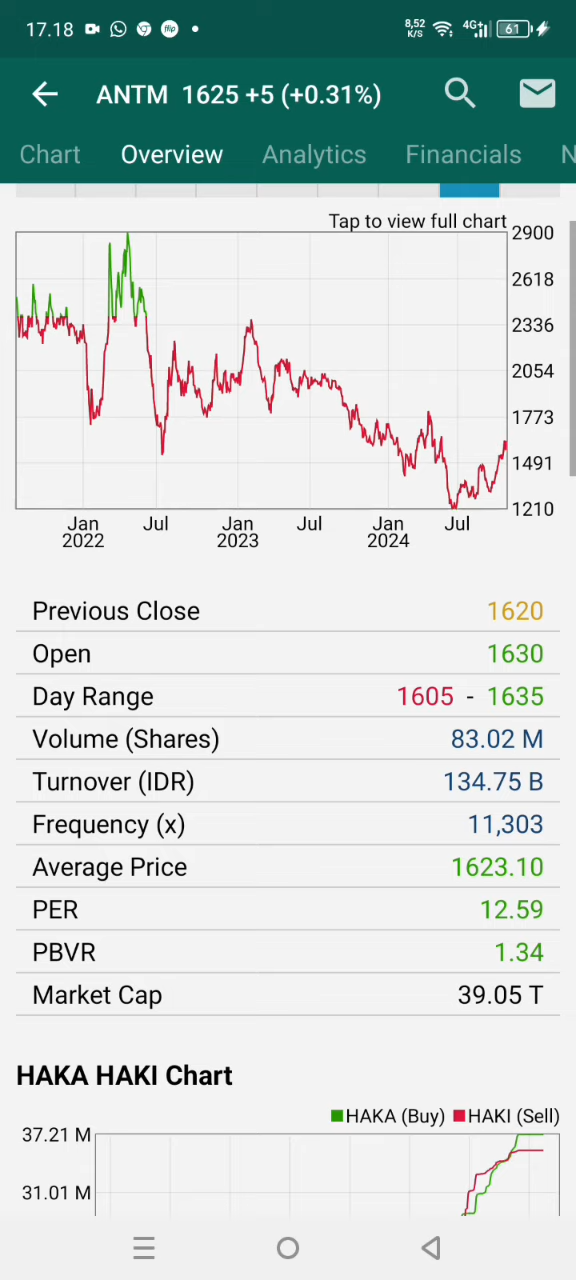 17.18 flip 8,52 K/S 4G+ 61
ANTM 1625 +5 (+0.31%)
Chart Overview Analytics Financials N
Tap to view full chart
2900
2618
2336
2054
1773
1491
1210
Jan 2022 Jul Jan 2023 Jul Jan 2024 Jul
Previous Close 1620
Open 1630
Day Range 1605 - 1635
Volume (Shares) 83.02 M
Turnover (IDR) 134.75 B
Frequency (x) 11,303
Average Price 1623.10
PER 12.59
PBVR 1.34
Market Cap 39.05 T
HAKA HAKI Chart
HAKA (Buy) HAKI (Sell)
37.21 M
31.01 M